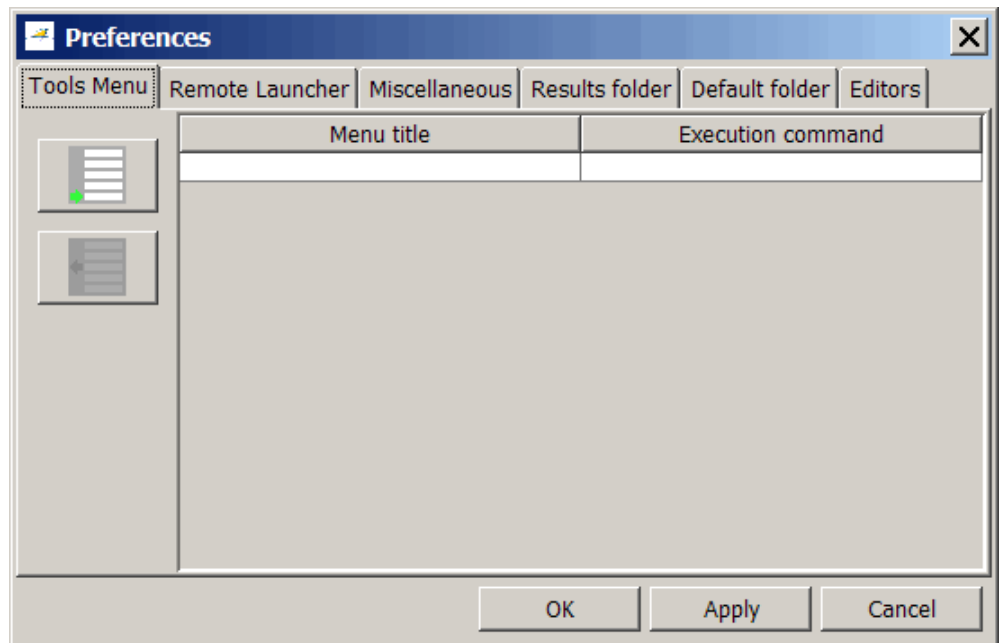 Preferences
Tools Menu Remote Launcher Miscellaneous Results folder Default folder Editors
Menu title Execution command
OK Apply Cancel